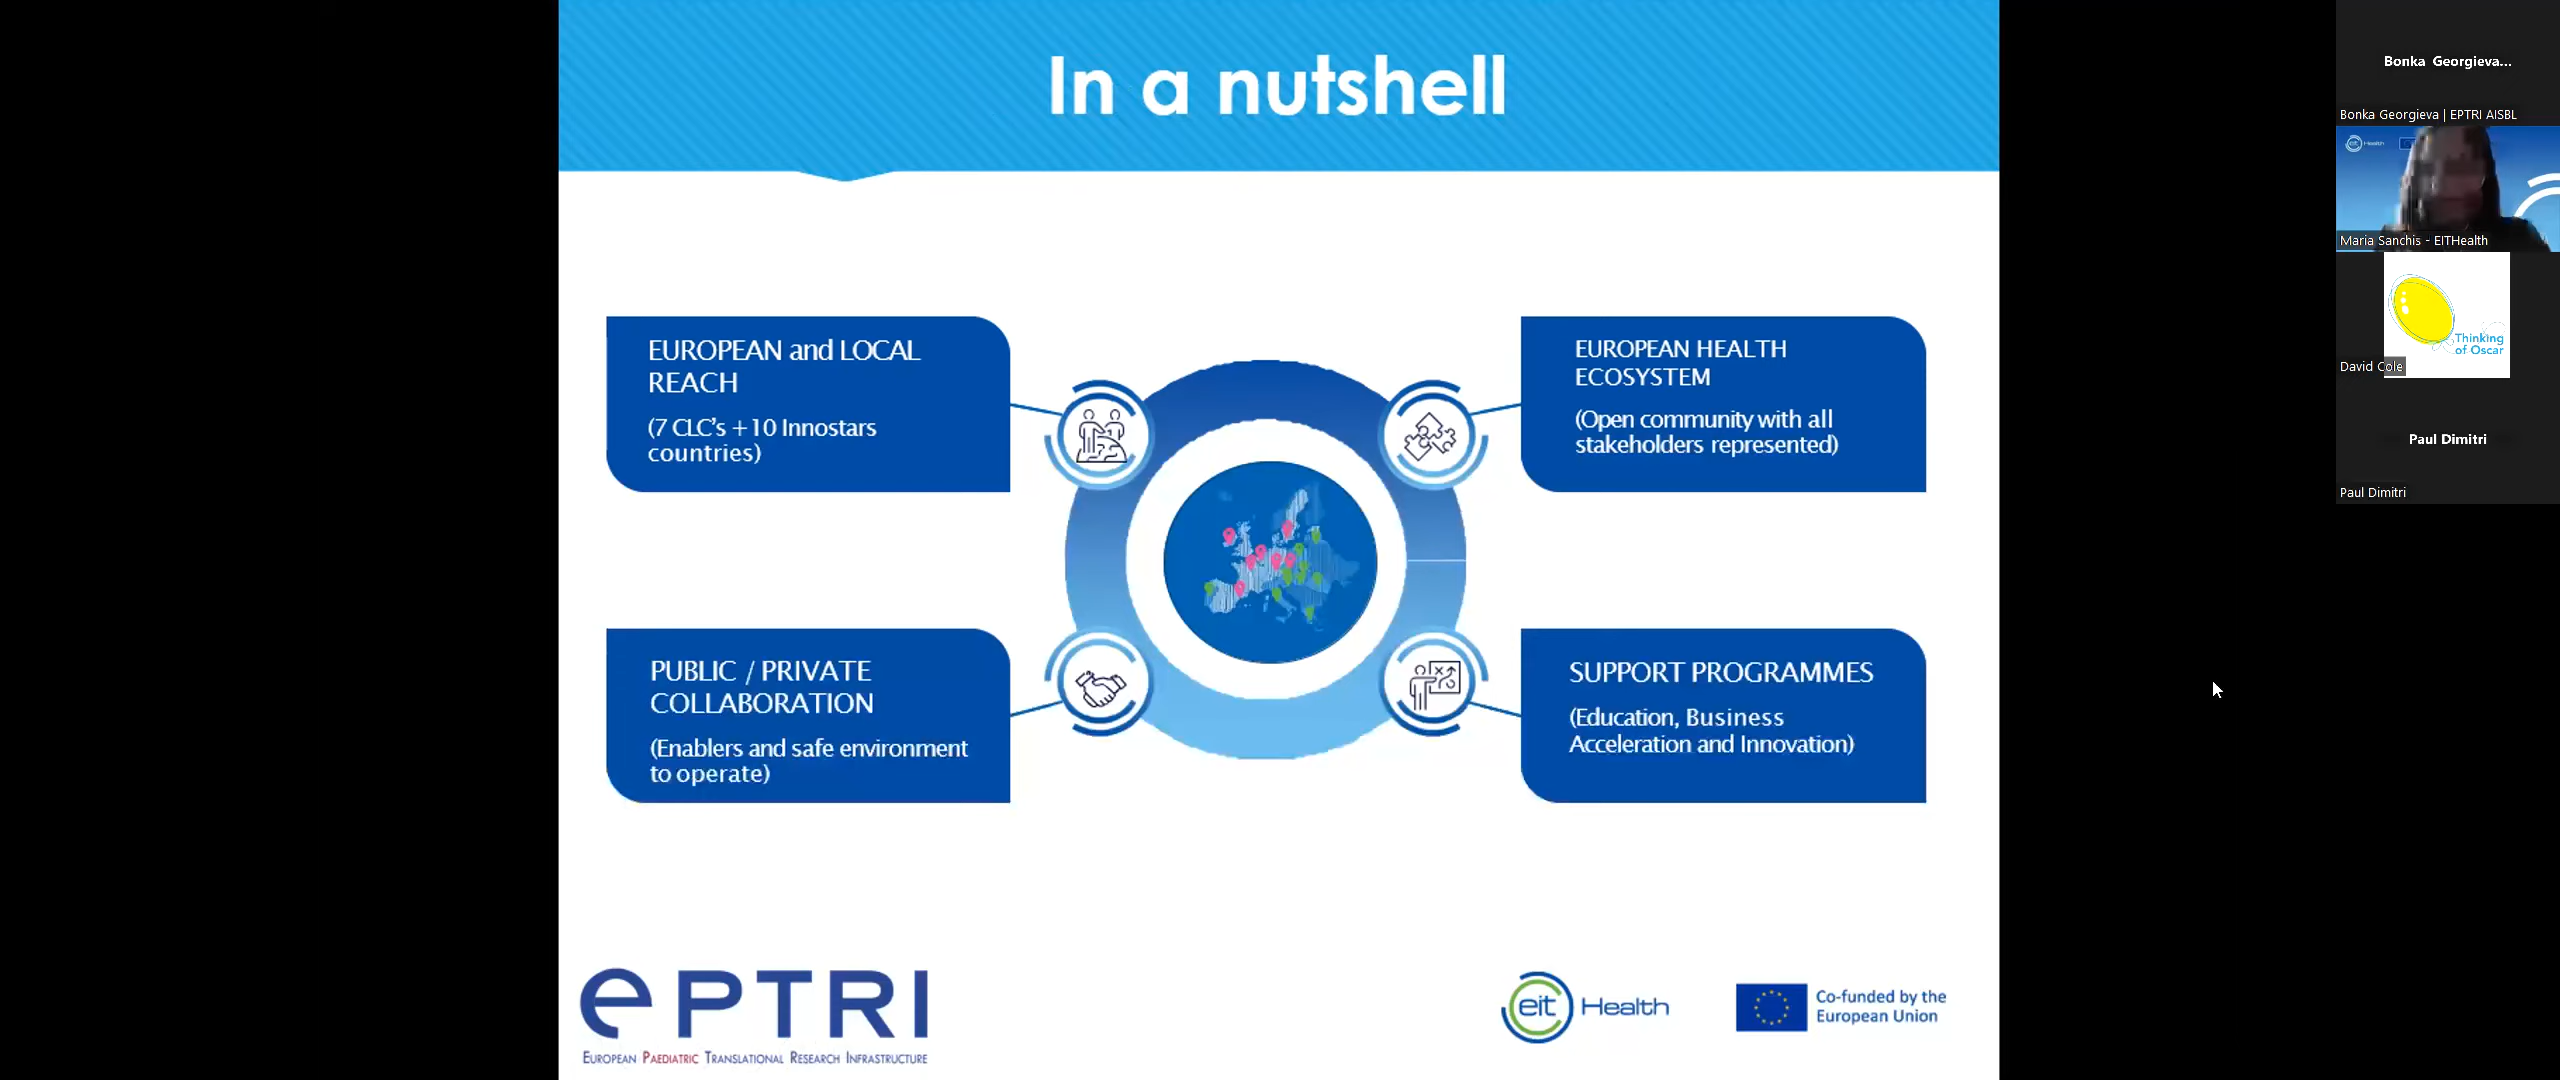 In a nutshell
EUROPEAN and LOCAL
REACH
(7 CLC's +10 Innostars
countries)
EUROPEAN HEALTH
ECOSYSTEM
(Open community with all
stakeholders represented)
PUBLIC / PRIVATE
COLLABORATION
(Enablers and safe environment
to operate)
SUPPORT PROGRAMMES
(Education, Business
Acceleration and Innovation)
ePTRI
EUROPEAN PAEDIATRIC TRANSLATIONAL RESEARCH INFRASTRUCTURE
eit Health
Co-funded by the
European Union
Bonka Georgieva...
Bonka Georgieva | EPTRI AISBL
eit Health
Maria Sanchis - EITHealth
Thinking
of Oscar
David Cole
Paul Dimitri
Paul Dimitri